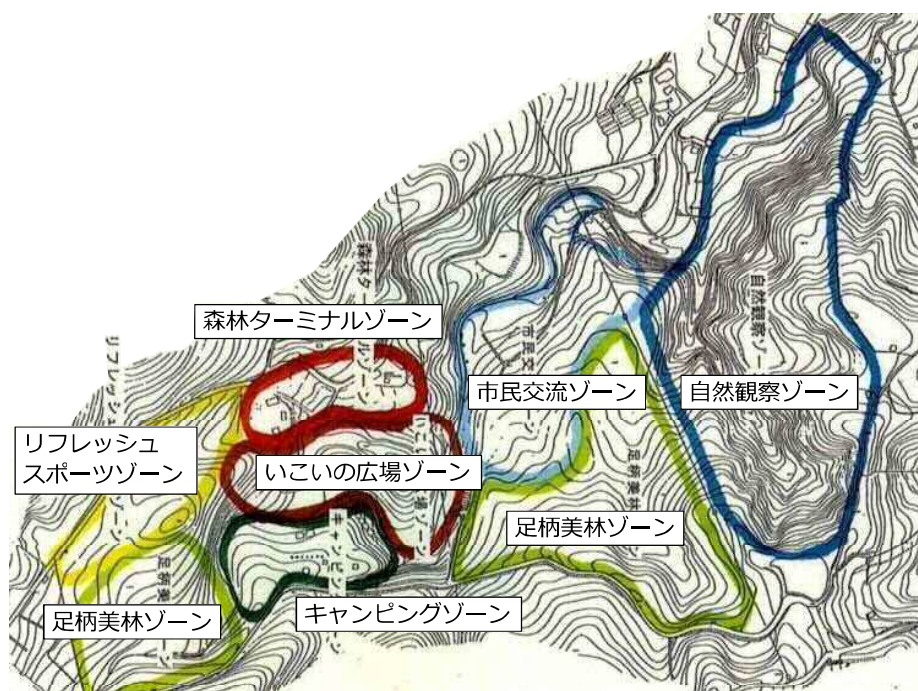 森林ターミナルゾーン
市民交流ゾーン
自然観察ゾーン
リフレッシュ
スポーツゾーン
いこいの広場ゾーン
足柄美林ゾーン
キャンピングゾーン
足柄美林ゾーン